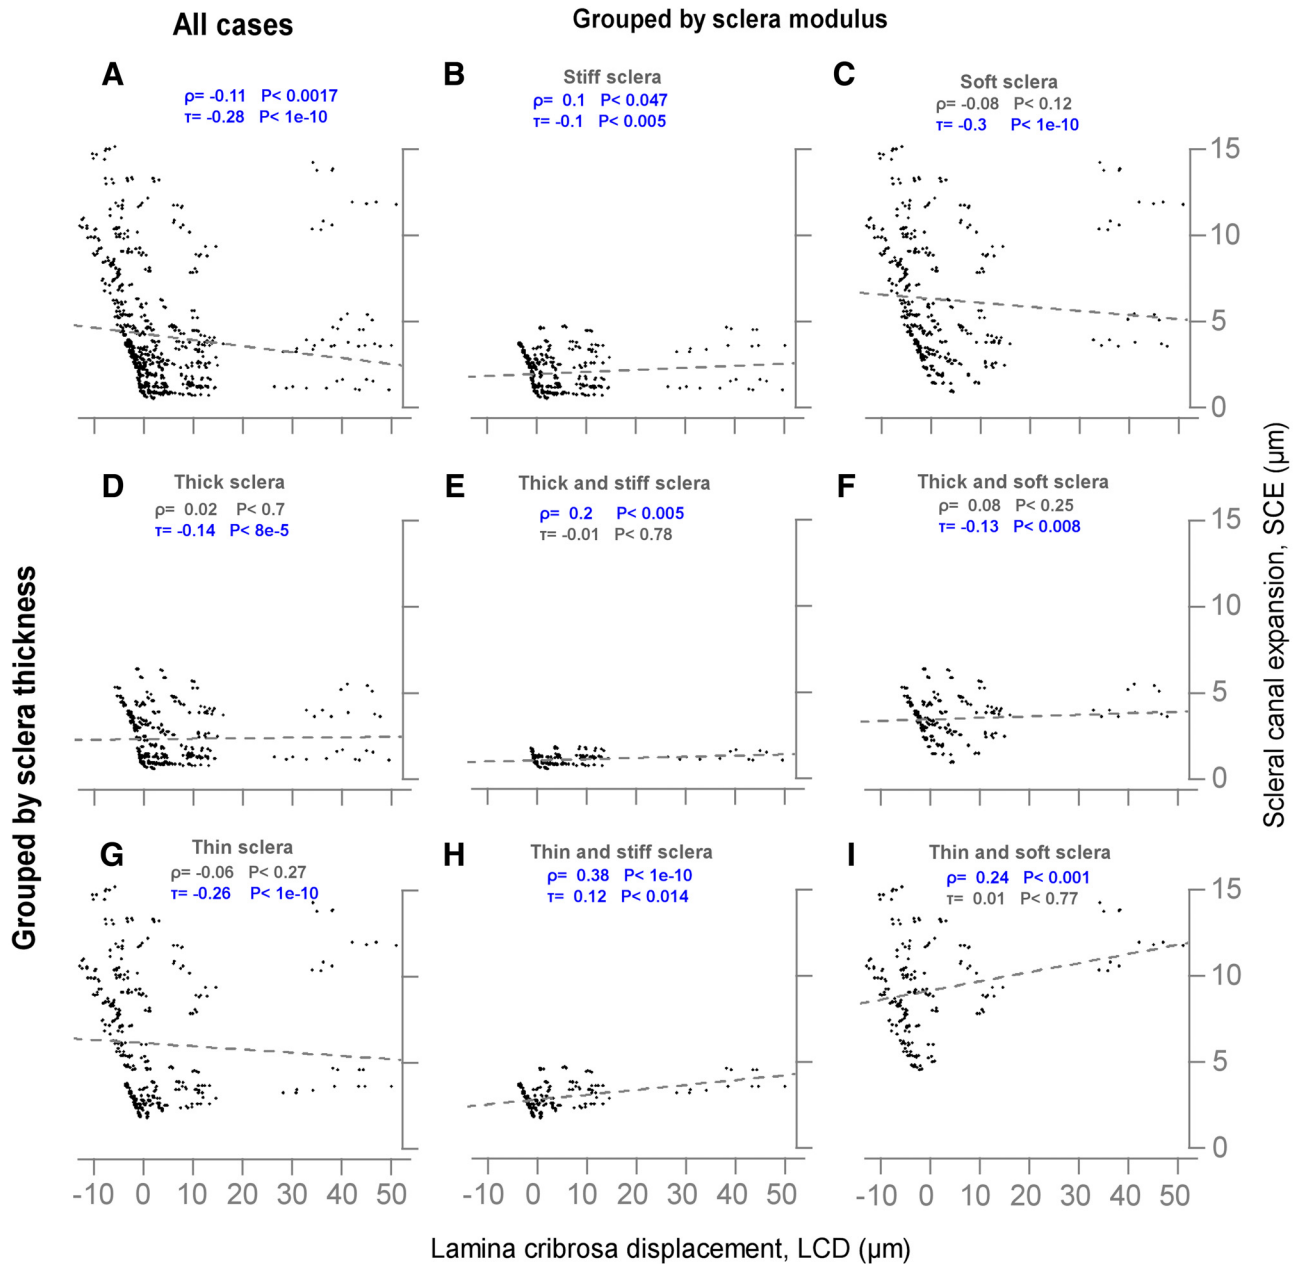 All cases
Grouped by sclera modulus
A
ρ= -0.11 P< 0.0017
τ= -0.28 P< 1e-10
B
Stiff sclera
ρ= 0.1 P< 0.047
τ= -0.1 P< 0.005
C
Soft sclera
ρ= -0.08 P< 0.12
τ= -0.3 P< 1e-10
15
10
5
0
D
Thick sclera
ρ= 0.02 P< 0.7
τ= -0.14 P< 8e-5
E
Thick and stiff sclera
ρ= 0.2 P< 0.005
τ= -0.01 P< 0.78
F
Thick and soft sclera
ρ= 0.08 P< 0.25
τ= -0.13 P< 0.008
15
10
5
0
G
Thin sclera
ρ= -0.06 P< 0.27
τ= -0.26 P< 1e-10
H
Thin and stiff sclera
ρ= 0.38 P< 1e-10
τ= 0.12 P< 0.014
I
Thin and soft sclera
ρ= 0.24 P< 0.001
τ= 0.01 P< 0.77
15
10
5
0
-10 0 10 20 30 40 50
-10 0 10 20 30 40 50
-10 0 10 20 30 40 50
Lamina cribrosa displacement, LCD (µm)
Grouped by sclera thickness
Scleral canal expansion, SCE (µm)